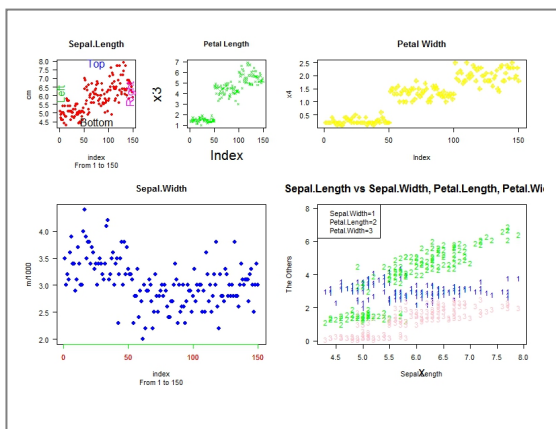 Sepal.Length
Top
Left
Bottom
cm
8.0
7.5
7.0
6.5
6.0
5.5
5.0
4.5
0 50 100 150
index
From 1 to 150
Petal Length
x3
7
6
5
4
3
2
1
0 50 100 150
Index
Petal Width
x4
2.5
2.0
1.5
1.0
0.5
0 50 100 150
Index
Sepal.Width
4.0
3.5
3.0
2.5
2.0
0 50 100 150
index
From 1 to 150
Sepal.Length vs Sepal.Width, Petal.Length, Petal.Wi
Sepal.Width=1
Petal.Length=2
Petal.Width=3
The Others
8
6
4
2
0
4.5 5.0 5.5 6.0 6.5 7.0 7.5 8.0
X